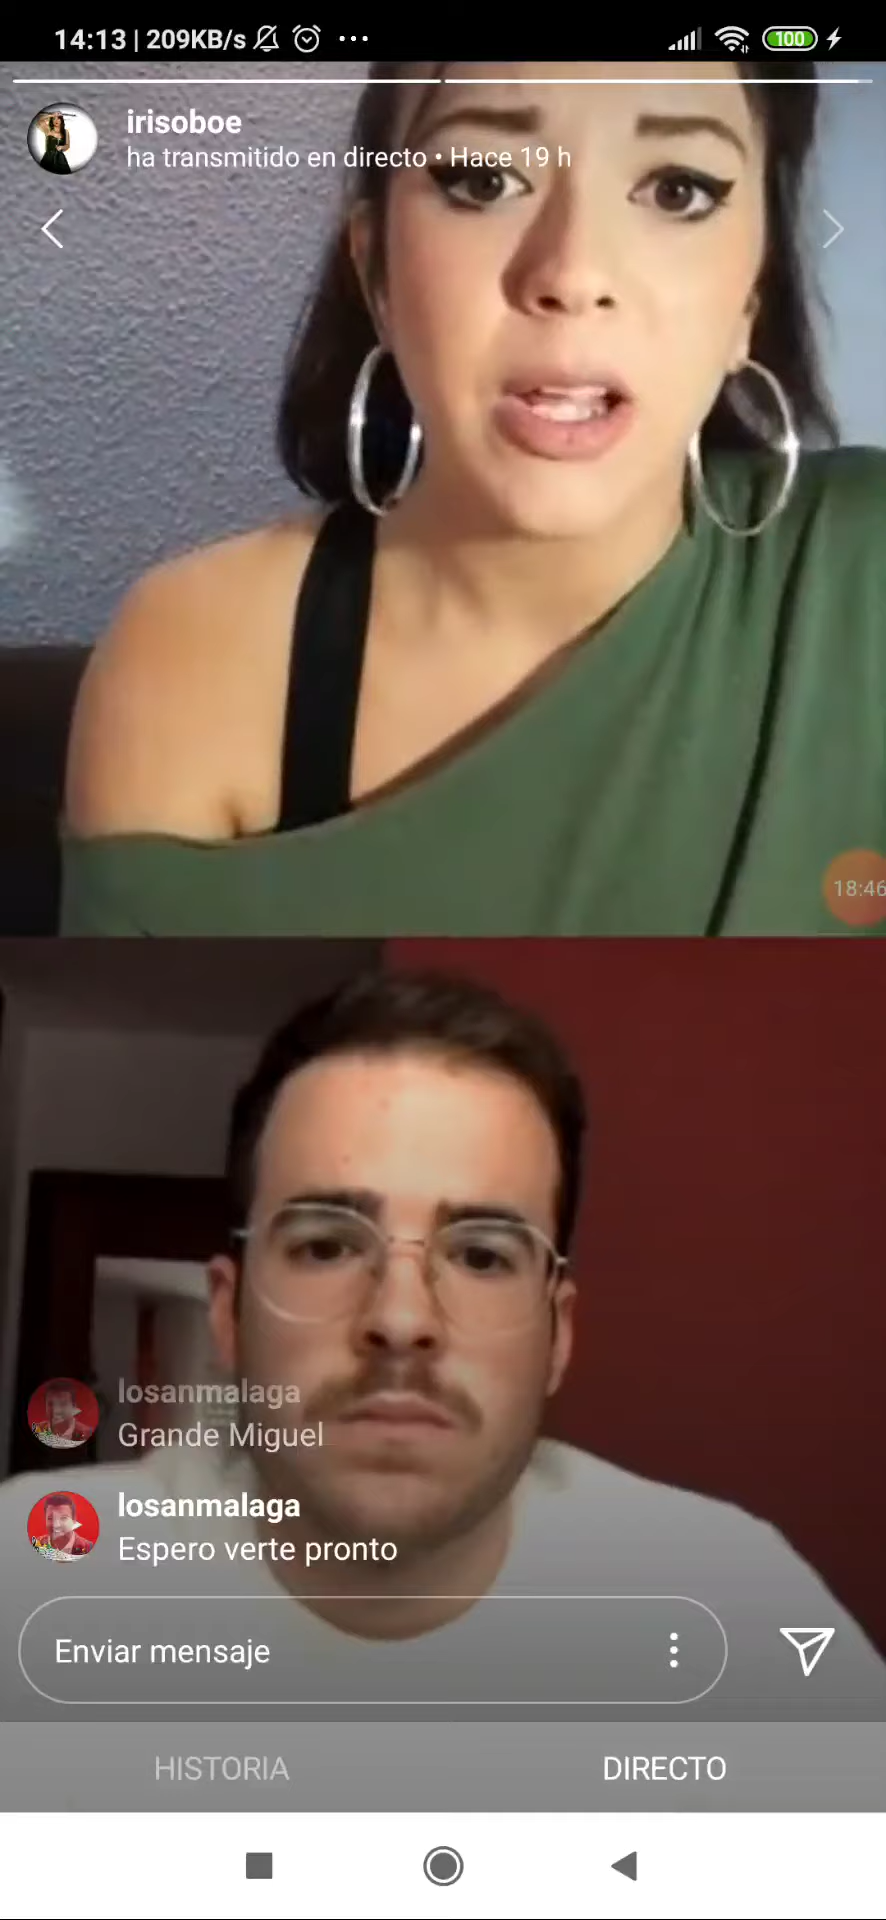 14:13 | 209KB/s ...
100
irisoboe
ha transmitido en directo • Hace 19 h
18:46
losanmalaga
Grande Miguel
losanmalaga
Espero verte pronto
Enviar mensaje
HISTORIA
DIRECTO